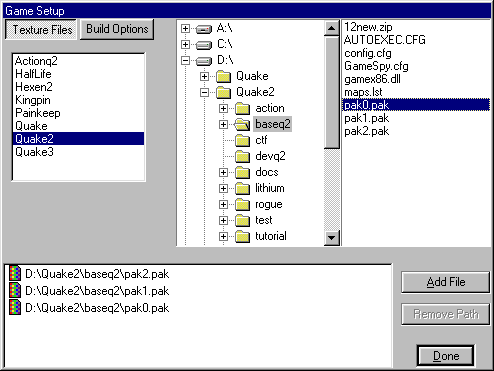 Game Setup
Texture Files
Build Options
Actionq2
HalfLife
Hexen2
Kingpin
Painkeep
Quake
Quake2
Quake3
A:\
C:\
D:\
Quake
Quake2
action
baseq2
ctf
devq2
docs
lithium
rogue
test
tutorial
12new.zip
AUTOEXEC.CFG
config.cfg
GameSpy.cfg
gamex86.dll
maps.lst
pak0.pak
pak1.pak
pak2.pak
D:\Quake2\baseq2\pak2.pak
D:\Quake2\baseq2\pak1.pak
D:\Quake2\baseq2\pak0.pak
Add File
Remove Path
Done